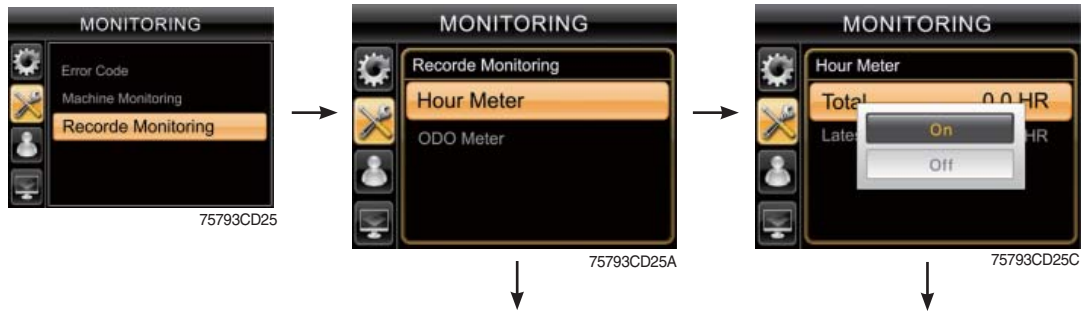 MONITORING
Error Code
Machine Monitoring
Recorde Monitoring
75793CD25
MONITORING
Recorde Monitoring
Hour Meter
ODO Meter
75793CD25A
MONITORING
Hour Meter
Total 0.0 HR
HR
On
Off
75793CD25C